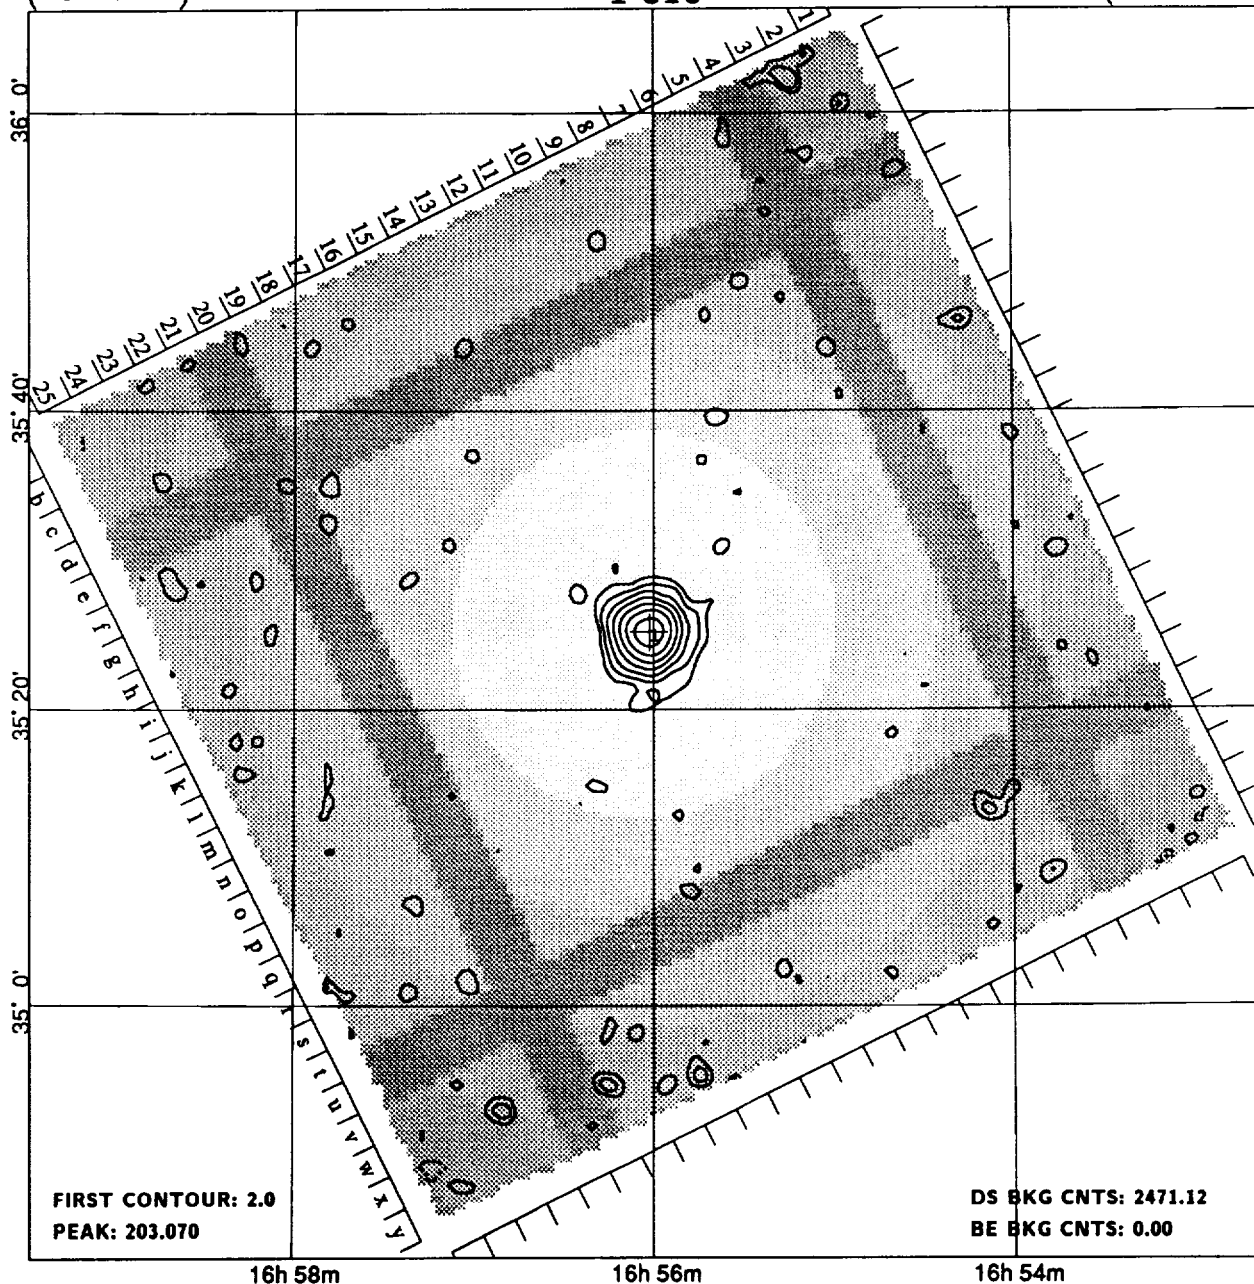 1 2 3 4 5 6 7 8 9 10 11 12 13 14 15 16 17 18 19 20 21 22 23 24 25
36° 0'
35° 40'
35° 20'
35° 0'
b c d e f g h i j k l m n o p q r s t u v w x y
FIRST CONTOUR: 2.0
PEAK: 203.070
DS BKG CNTS: 2471.12
BE BKG CNTS: 0.00
16h 58m
16h 56m
16h 54m